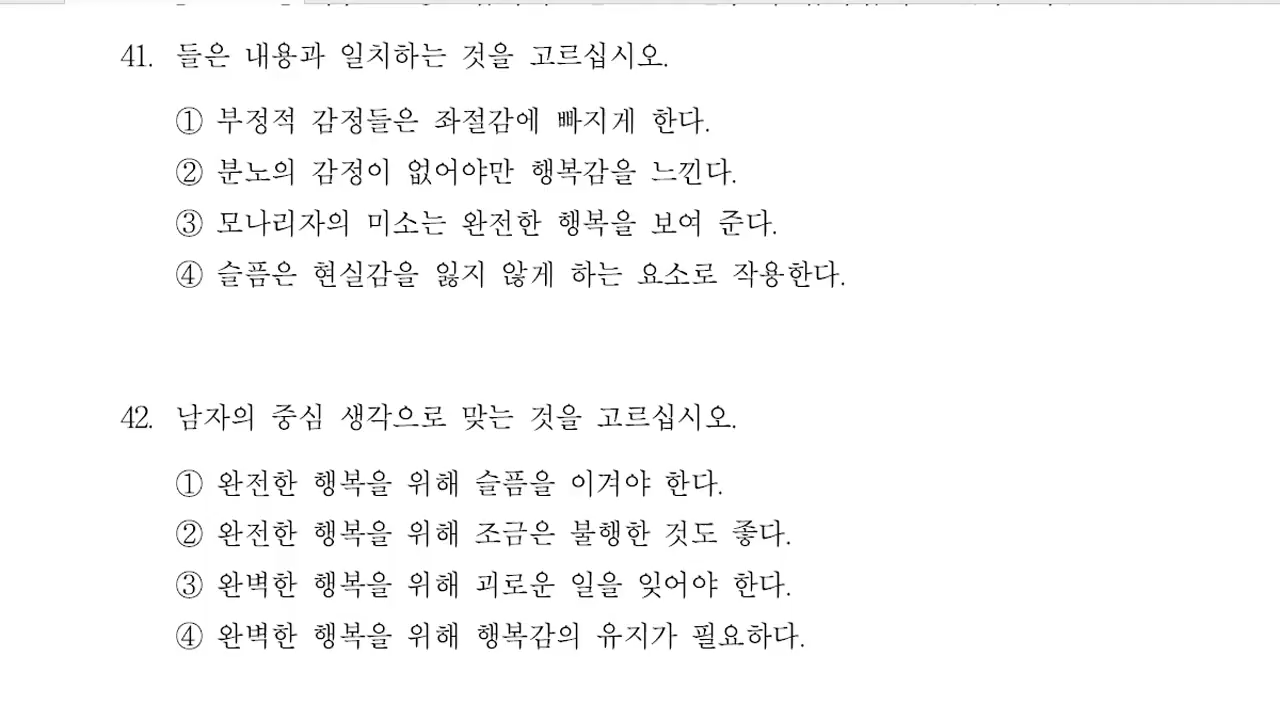 41. 들은 내용과 일치하는 것을 고르십시오.
① 부정적 감정들은 좌절감에 빠지게 한다.
② 분노의 감정이 없어야만 행복감을 느낀다.
③ 모나리자의 미소는 완전한 행복을 보여 준다.
④ 슬픔은 현실감을 잃지 않게 하는 요소로 작용한다.
42. 남자의 중심 생각으로 맞는 것을 고르십시오.
① 완전한 행복을 위해 슬픔을 이겨야 한다.
② 완전한 행복을 위해 조금은 불행한 것도 좋다.
③ 완벽한 행복을 위해 괴로운 일을 잊어야 한다.
④ 완벽한 행복을 위해 행복감의 유지가 필요하다.